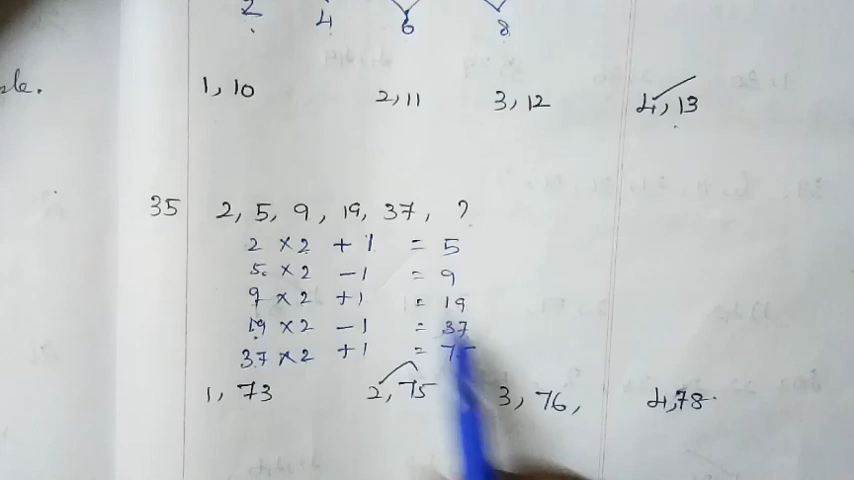 2 4 6 8
1, 10 2, 11 3, 12 4, 13
35 2, 5, 9, 19, 37, ?
2 × 2 + 1 = 5
5 × 2 - 1 = 9
9 × 2 + 1 = 19
19 × 2 - 1 = 37
37 × 2 + 1 = 75
1, 73 2, 75 3, 76, 4, 78.